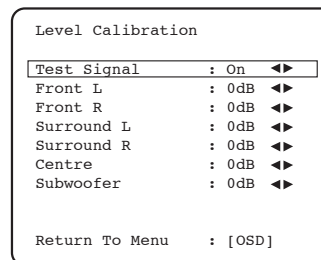 Level Calibration
Test Signal : On ◀▶
Front L : 0dB ◀▶
Front R : 0dB ◀▶
Surround L : 0dB ◀▶
Surround R : 0dB ◀▶
Centre : 0dB ◀▶
Subwoofer : 0dB ◀▶
Return To Menu : [OSD]